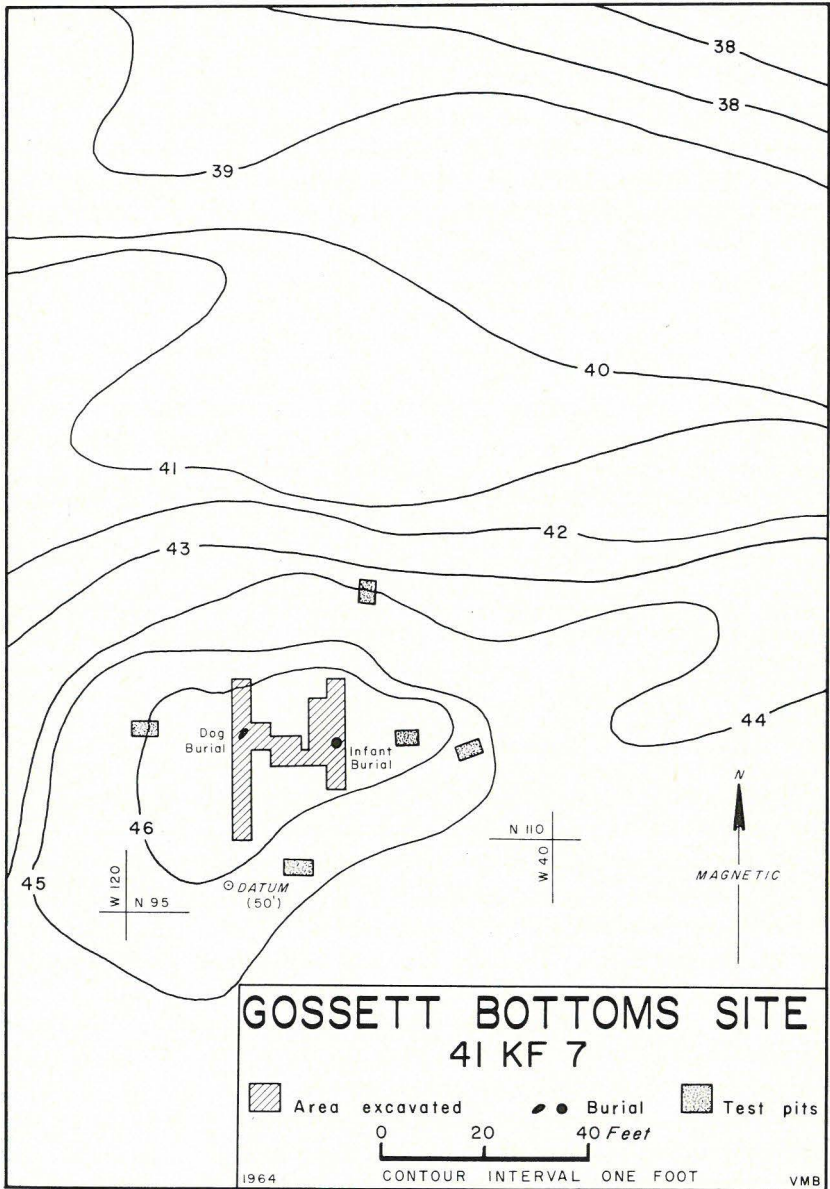 38
38
39
40
41
42
43
44
Dog
Burial
Infant
Burial
46
45
N 110
W 40
W 120
N 95
DATUM
(50')
N
MAGNETIC
GOSSETT BOTTOMS SITE
41 KF 7
Area excavated
Burial
Test pits
0 20 40 Feet
1964
CONTOUR INTERVAL ONE FOOT
VMB